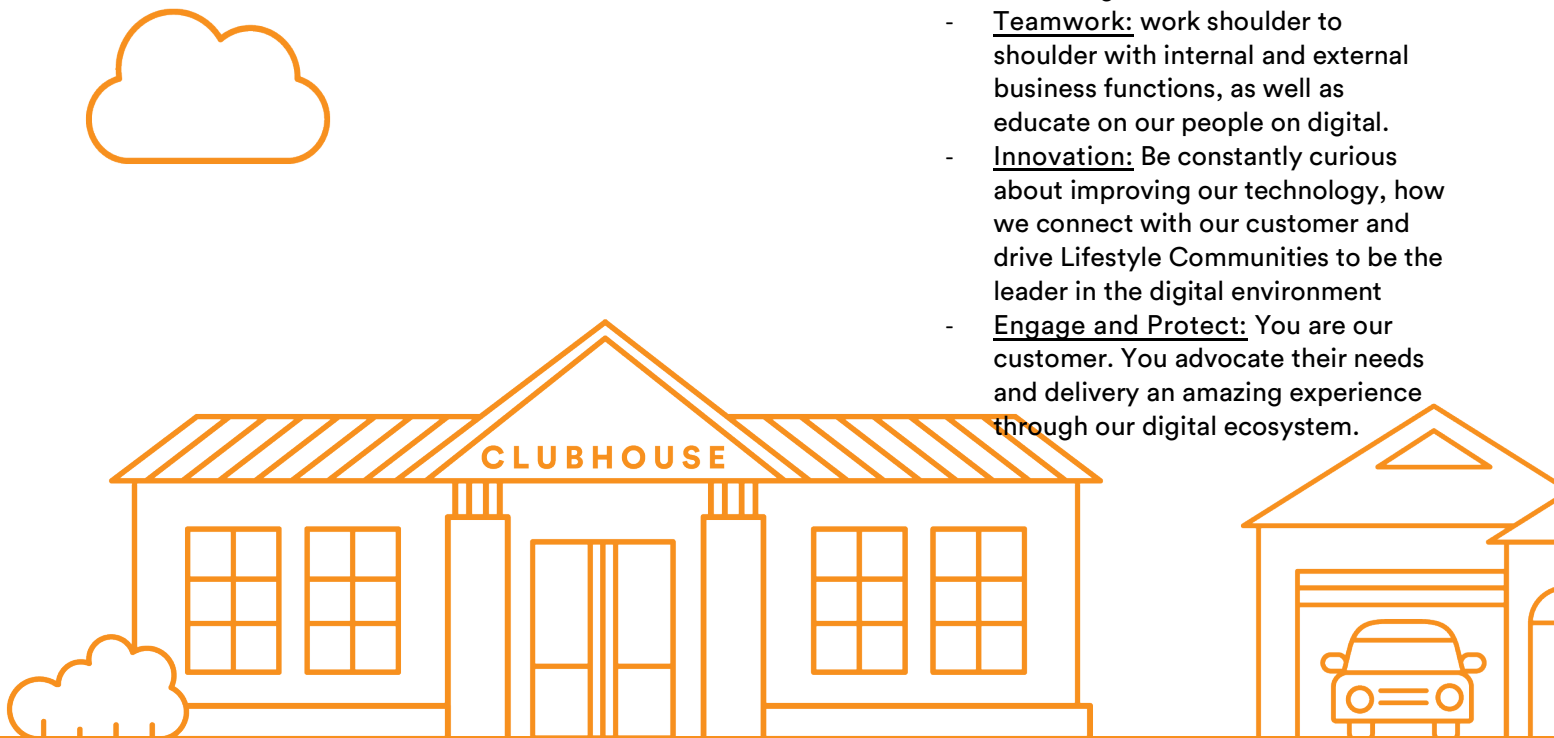 - Teamwork: work shoulder to
shoulder with internal and external
business functions, as well as
educate on our people on digital.
- Innovation: Be constantly curious
about improving our technology, how
we connect with our customer and
drive Lifestyle Communities to be the
leader in the digital environment
- Engage and Protect: You are our
customer. You advocate their needs
and delivery an amazing experience
through our digital ecosystem.
CLUBHOUSE